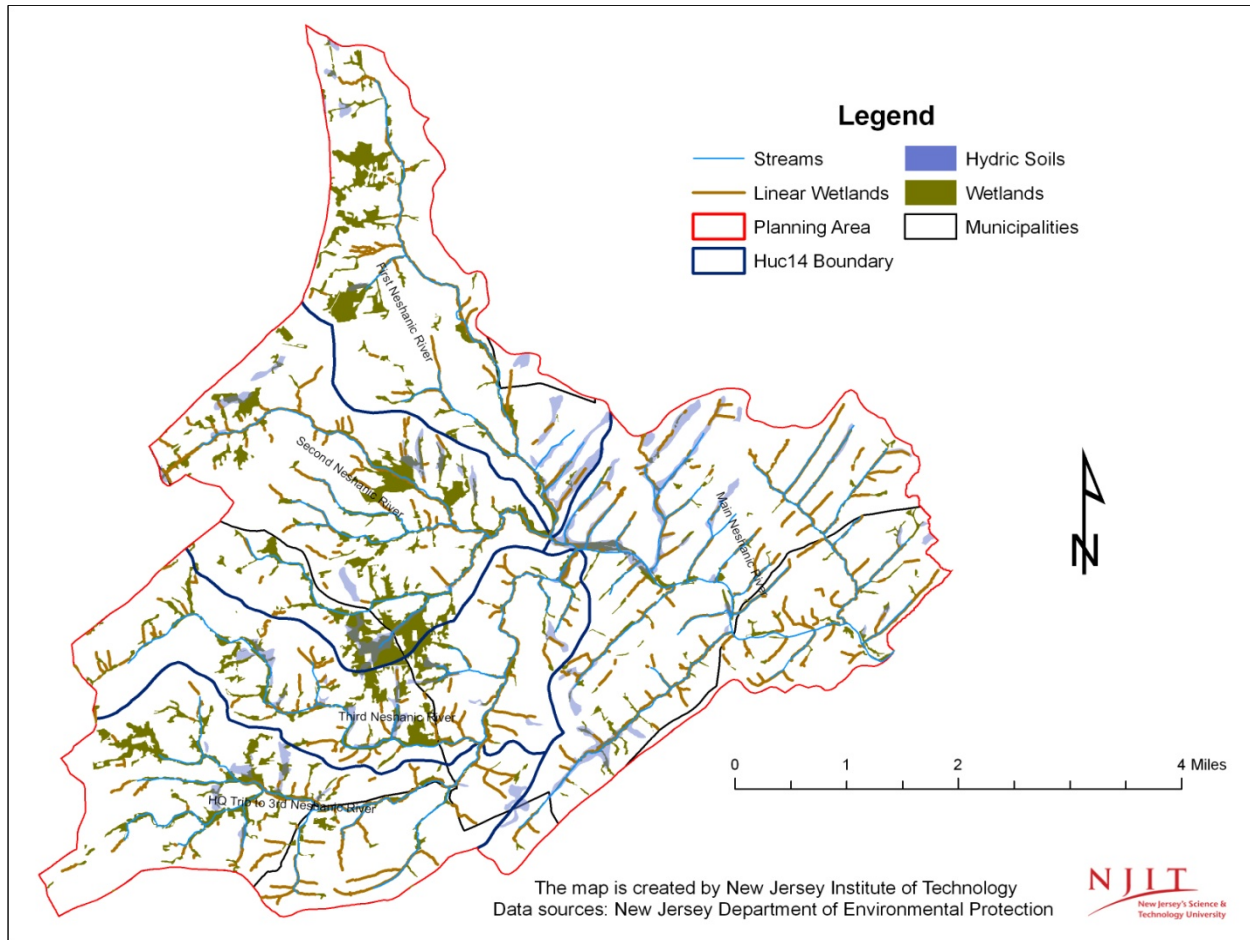 Legend
Streams
Hydric Soils
Linear Wetlands
Wetlands
Planning Area
Municipalities
Huc14 Boundary
First Neshanic River
Second Neshanic River
Main Neshanic River
N
Third Neshanic River
HQ Trip to 3rd Neshanic River
0 1 2 4 Miles
The map is created by New Jersey Institute of Technology
Data sources: New Jersey Department of Environmental Protection
NJIT
New Jersey's Science &
Technology University